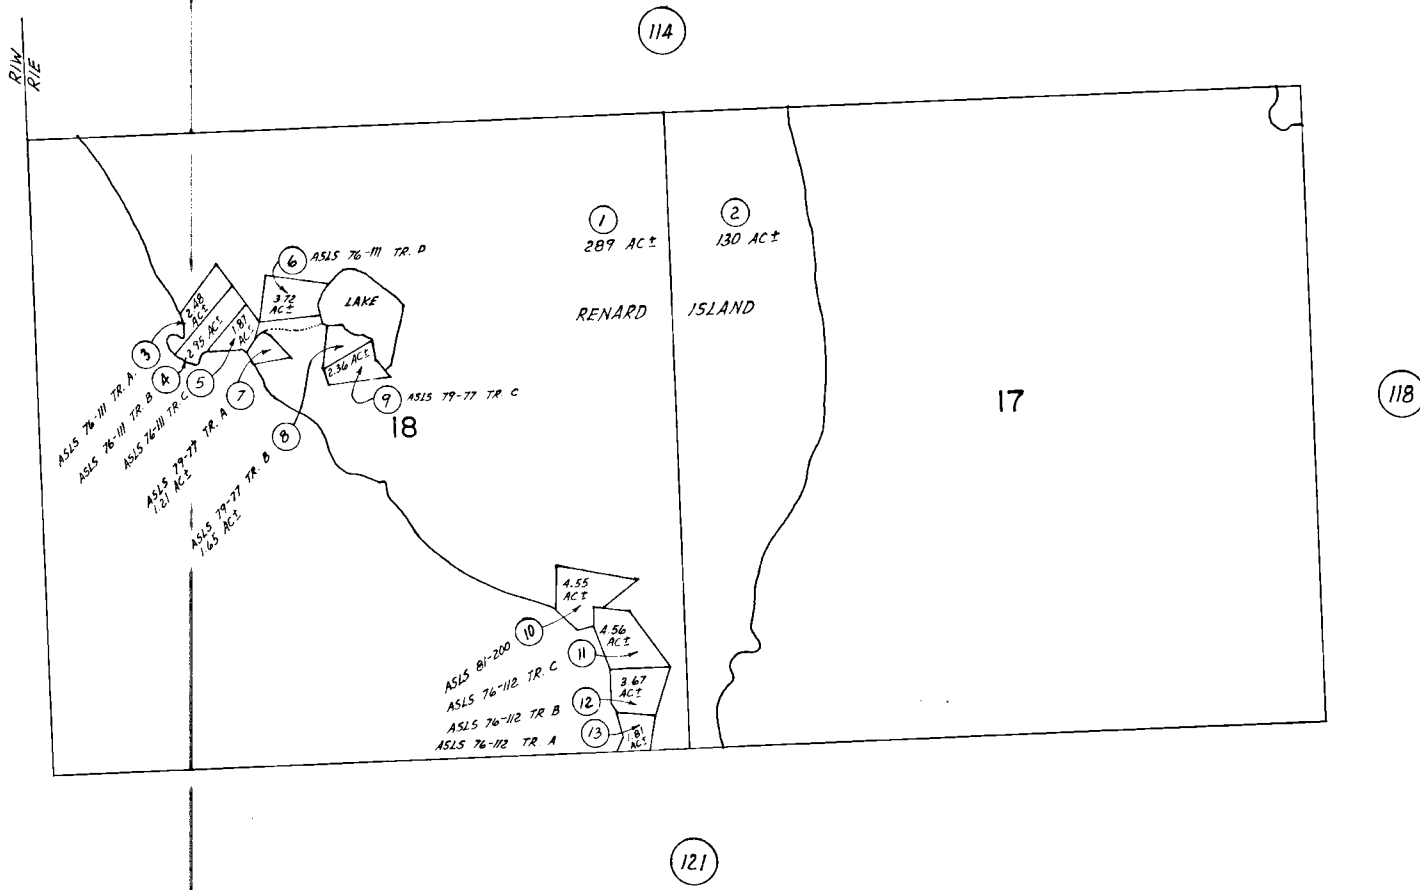 114
R1W
R1E
1
289 AC±
2
130 AC±
RENARD ISLAND
6 ASLS 76-111 TR. D
3.72
AC±
LAKE
2.48
AC±
2.95 AC±
1.87
AC±
2.36 AC±
3
ASLS 76-111 TR. A.
4
ASLS 76-111 TR. B
5
ASLS 76-111 TR. C
7
ASLS 79-77 TR. A
1.21 AC±
8
ASLS 79-77 TR. B
1.65 AC±
9 ASLS 79-77 TR. C
18
17
118
4.55
AC±
10
ASLS 81-200
4.56
AC±
11
ASLS 76-112 TR. C
3.67
AC±
12
ASLS 76-112 TR B
13
ASLS 76-112 TR. A
1.81
AC±
121